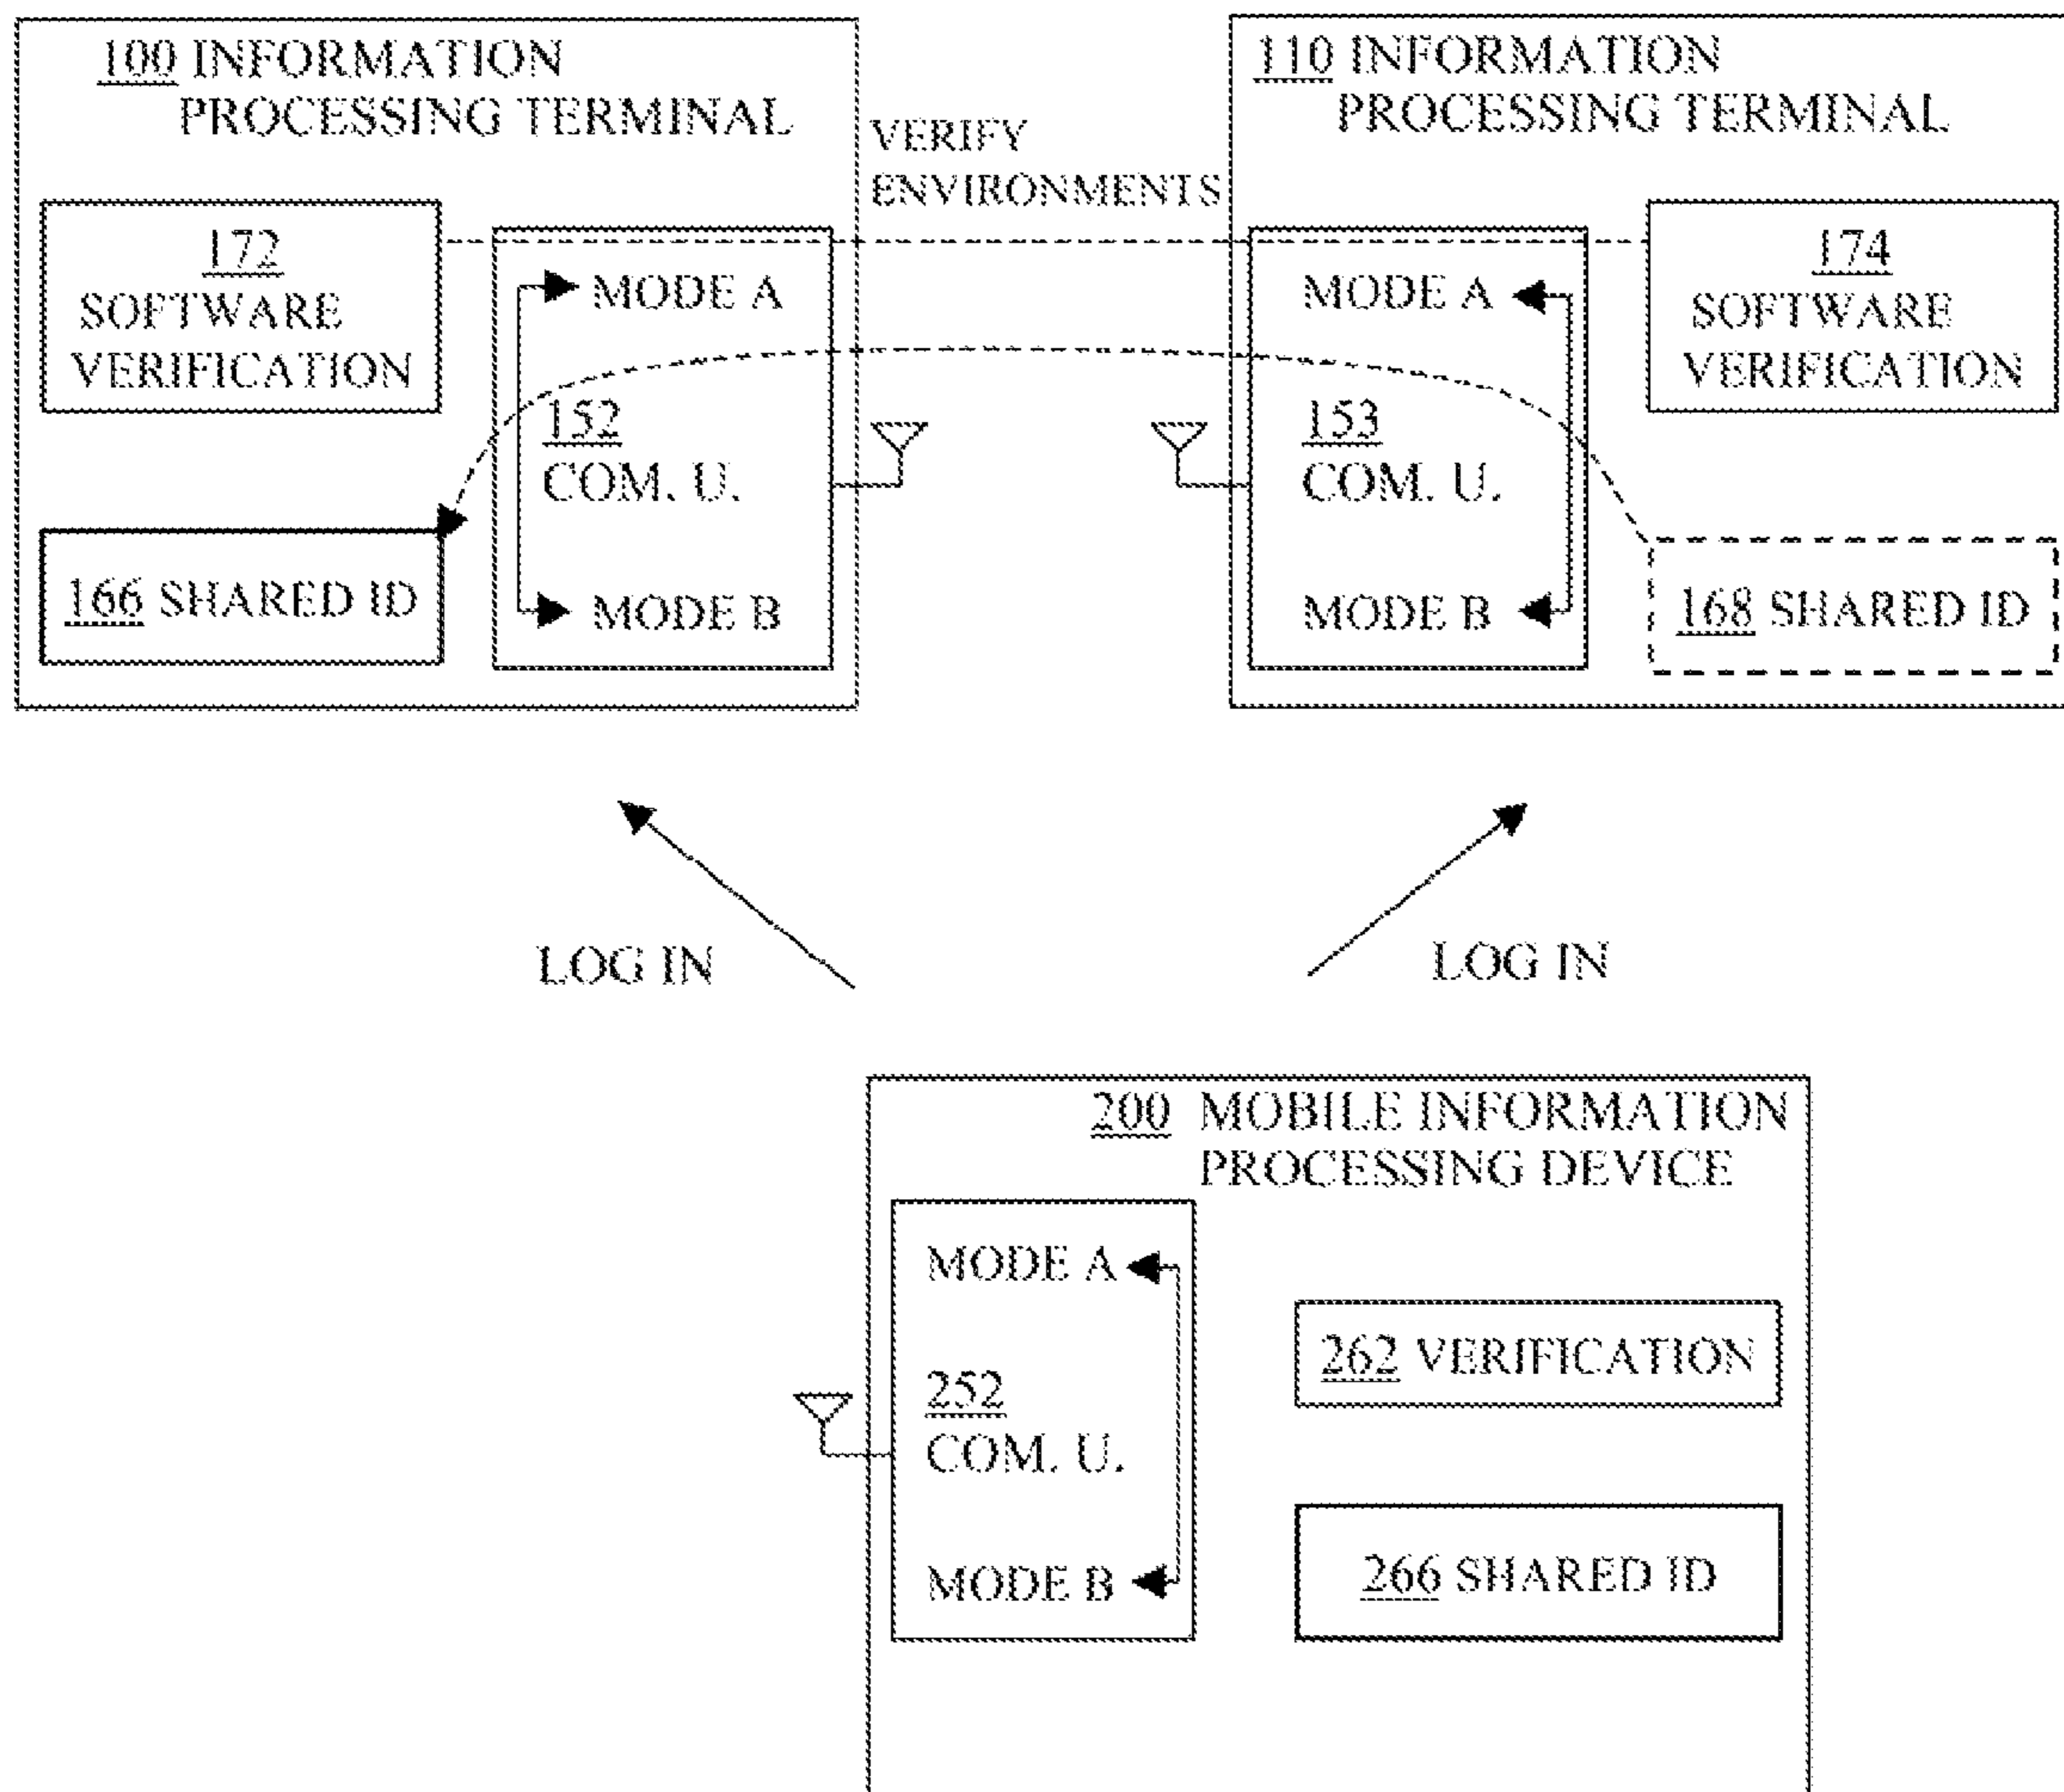 100 INFORMATION
PROCESSING TERMINAL
172
SOFTWARE
VERIFICATION
MODE A
152
COM. U.
MODE B
166 SHARED ID
VERIFY
ENVIRONMENTS
110 INFORMATION
PROCESSING TERMINAL
MODE A
153
COM. U.
MODE B
174
SOFTWARE
VERIFICATION
168 SHARED ID
LOG IN
LOG IN
200 MOBILE INFORMATION
PROCESSING DEVICE
MODE A
252
COM. U.
MODE B
262 VERIFICATION
266 SHARED ID